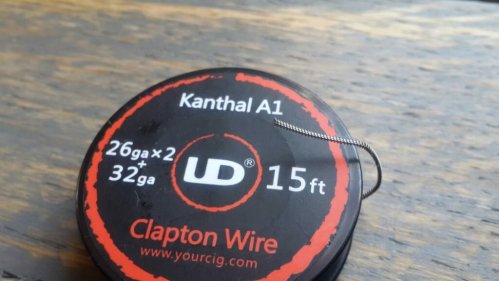 Kanthal A1
26ga×2
+
32ga
UD®
15ft
Clapton Wire
www.yourcig.com